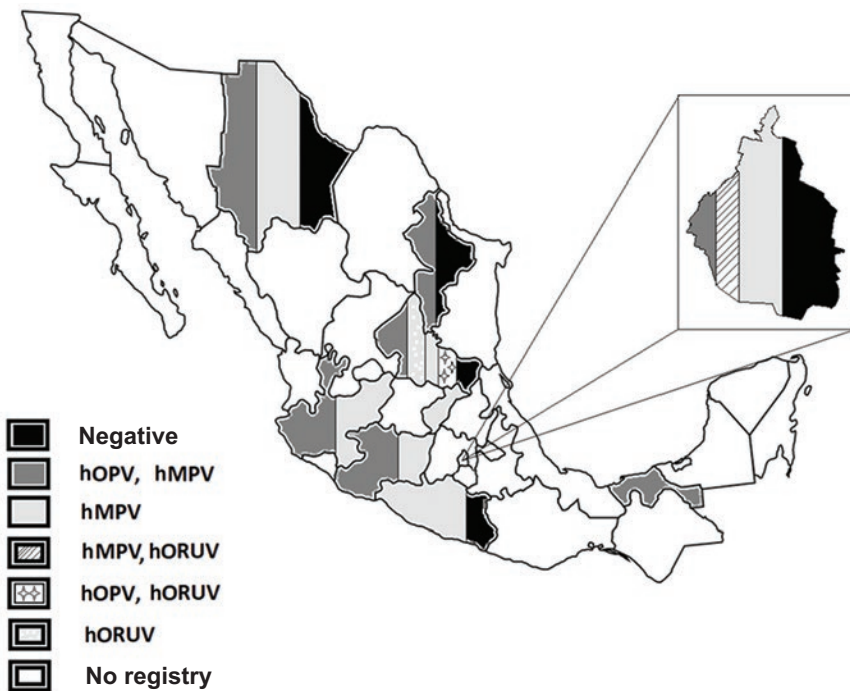 Negative
hOPV, hMPV
hMPV
hMPV, hORUV
hOPV, hORUV
hORUV
No registry